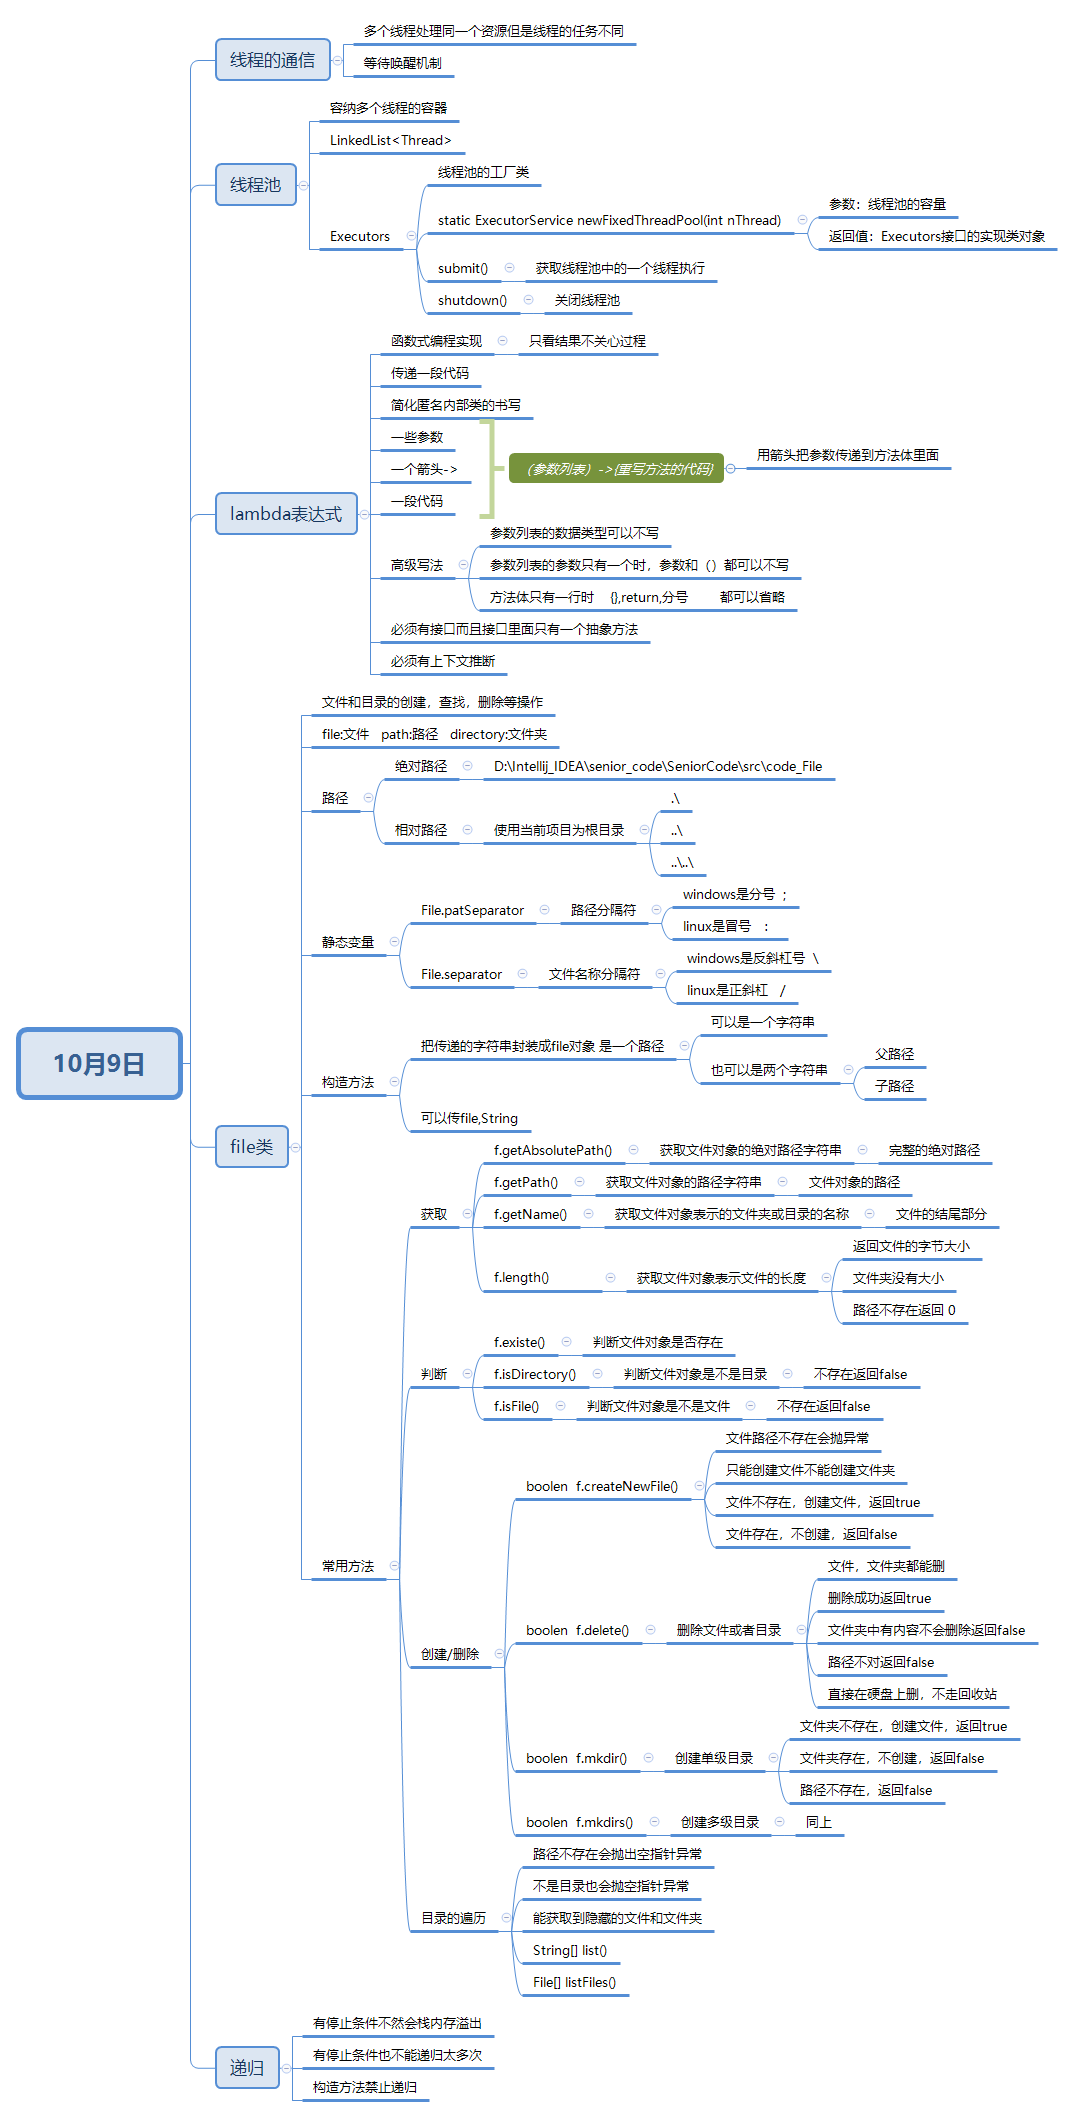 10月9日
线程的通信
多个线程处理同一个资源但是线程的任务不同
等待唤醒机制
线程池
容纳多个线程的容器
LinkedList<Thread>
Executors
线程池的工厂类
static ExecutorService newFixedThreadPool(int nThread)
参数：线程池的容量
返回值：Executors接口的实现类对象
submit()
获取线程池中的一个线程执行
shutdown()
关闭线程池
lambda表达式
函数式编程实现
只看结果不关心过程
传递一段代码
简化匿名内部类的书写
一些参数
一个箭头->
一段代码
（参数列表）->{重写方法的代码}
用箭头把参数传递到方法体里面
高级写法
参数列表的数据类型可以不写
参数列表的参数只有一个时，参数和（）都可以不写
方法体只有一行时 {},return,分号 都可以省略
必须有接口而且接口里面只有一个抽象方法
必须有上下文推断
file类
文件和目录的创建，查找，删除等操作
file:文件 path:路径 directory:文件夹
路径
绝对路径
D:\Intellij_IDEA\senior_code\SeniorCode\src\code_File
相对路径
使用当前项目为根目录
.\
..\
..\..\
静态变量
File.patSeparator
路径分隔符
windows是分号 ;
linux是冒号 :
File.separator
文件名称分隔符
windows是反斜杠号 \
linux是正斜杠 /
构造方法
把传递的字符串封装成file对象 是一个路径
可以是一个字符串
也可以是两个字符串
父路径
子路径
可以传file,String
常用方法
获取
f.getAbsolutePath()
获取文件对象的绝对路径字符串
完整的绝对路径
f.getPath()
获取文件对象的路径字符串
文件对象的路径
f.getName()
获取文件对象表示的文件夹或目录的名称
文件的结尾部分
f.length()
获取文件对象表示文件的长度
返回文件的字节大小
文件夹没有大小
路径不存在返回 0
判断
f.existe()
判断文件对象是否存在
f.isDirectory()
判断文件对象是不是目录
不存在返回false
f.isFile()
判断文件对象是不是文件
不存在返回false
创建/删除
boolen f.createNewFile()
文件路径不存在会抛异常
只能创建文件不能创建文件夹
文件不存在，创建文件，返回true
文件存在，不创建，返回false
boolen f.delete()
删除文件或者目录
文件，文件夹都能删
删除成功返回true
文件夹中有内容不会删除返回false
路径不对返回false
直接在硬盘上删，不走回收站
boolen f.mkdir()
创建单级目录
文件夹不存在，创建文件，返回true
文件夹存在，不创建，返回false
路径不存在，返回false
boolen f.mkdirs()
创建多级目录
同上
目录的遍历
路径不存在会抛出空指针异常
不是目录也会抛空指针异常
能获取到隐藏的文件和文件夹
String[] list()
File[] listFiles()
递归
有停止条件不然会栈内存溢出
有停止条件也不能递归太多次
构造方法禁止递归